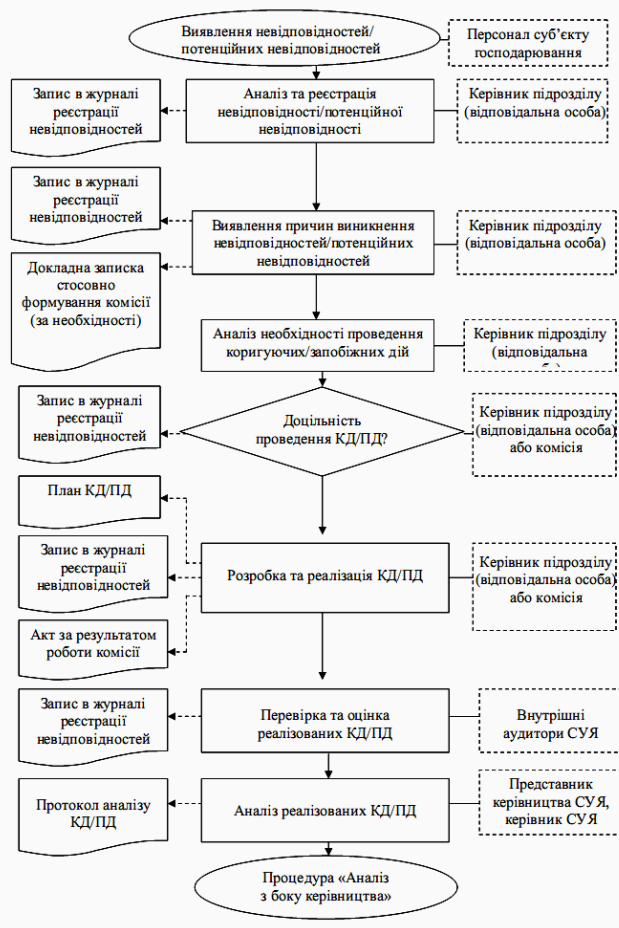 Виявлення невідповідностей/
потенційних невідповідностей
Персонал суб’єкту
господарювання
Запис в журналі
реєстрації
невідповідностей
Аналіз та реєстрація
невідповідності/потенційної
невідповідності
Керівник підрозділу
(відповідальна особа)
Запис в журналі
реєстрації
невідповідностей
Виявлення причин виникнення
невідповідностей/потенційних
невідповідностей
Керівник підрозділу
(відповідальна особа)
Докладна записка
стосовно
формування комісії
(за необхідності)
Аналіз необхідності проведення
коригуючих/запобіжних дій
Керівник підрозділу
(відповідальна
Запис в журналі
реєстрації
невідповідностей
Доцільність
проведення КД/ПД?
Керівник підрозділу
(відповідальна особа)
або комісія
План КД/ПД
Запис в журналі
реєстрації
невідповідностей
Розробка та реалізація КД/ПД
Керівник підрозділу
(відповідальна особа)
або комісія
Акт за результатом
роботи комісії
Запис в журналі
реєстрації
невідповідностей
Перевірка та оцінка
реалізованих КД/ПД
Внутрішні
аудитори СУЯ
Протокол аналізу
КД/ПД
Аналіз реалізованих КД/ПД
Представник
керівництва СУЯ,
керівник СУЯ
Процедура «Аналіз
з боку керівництва»